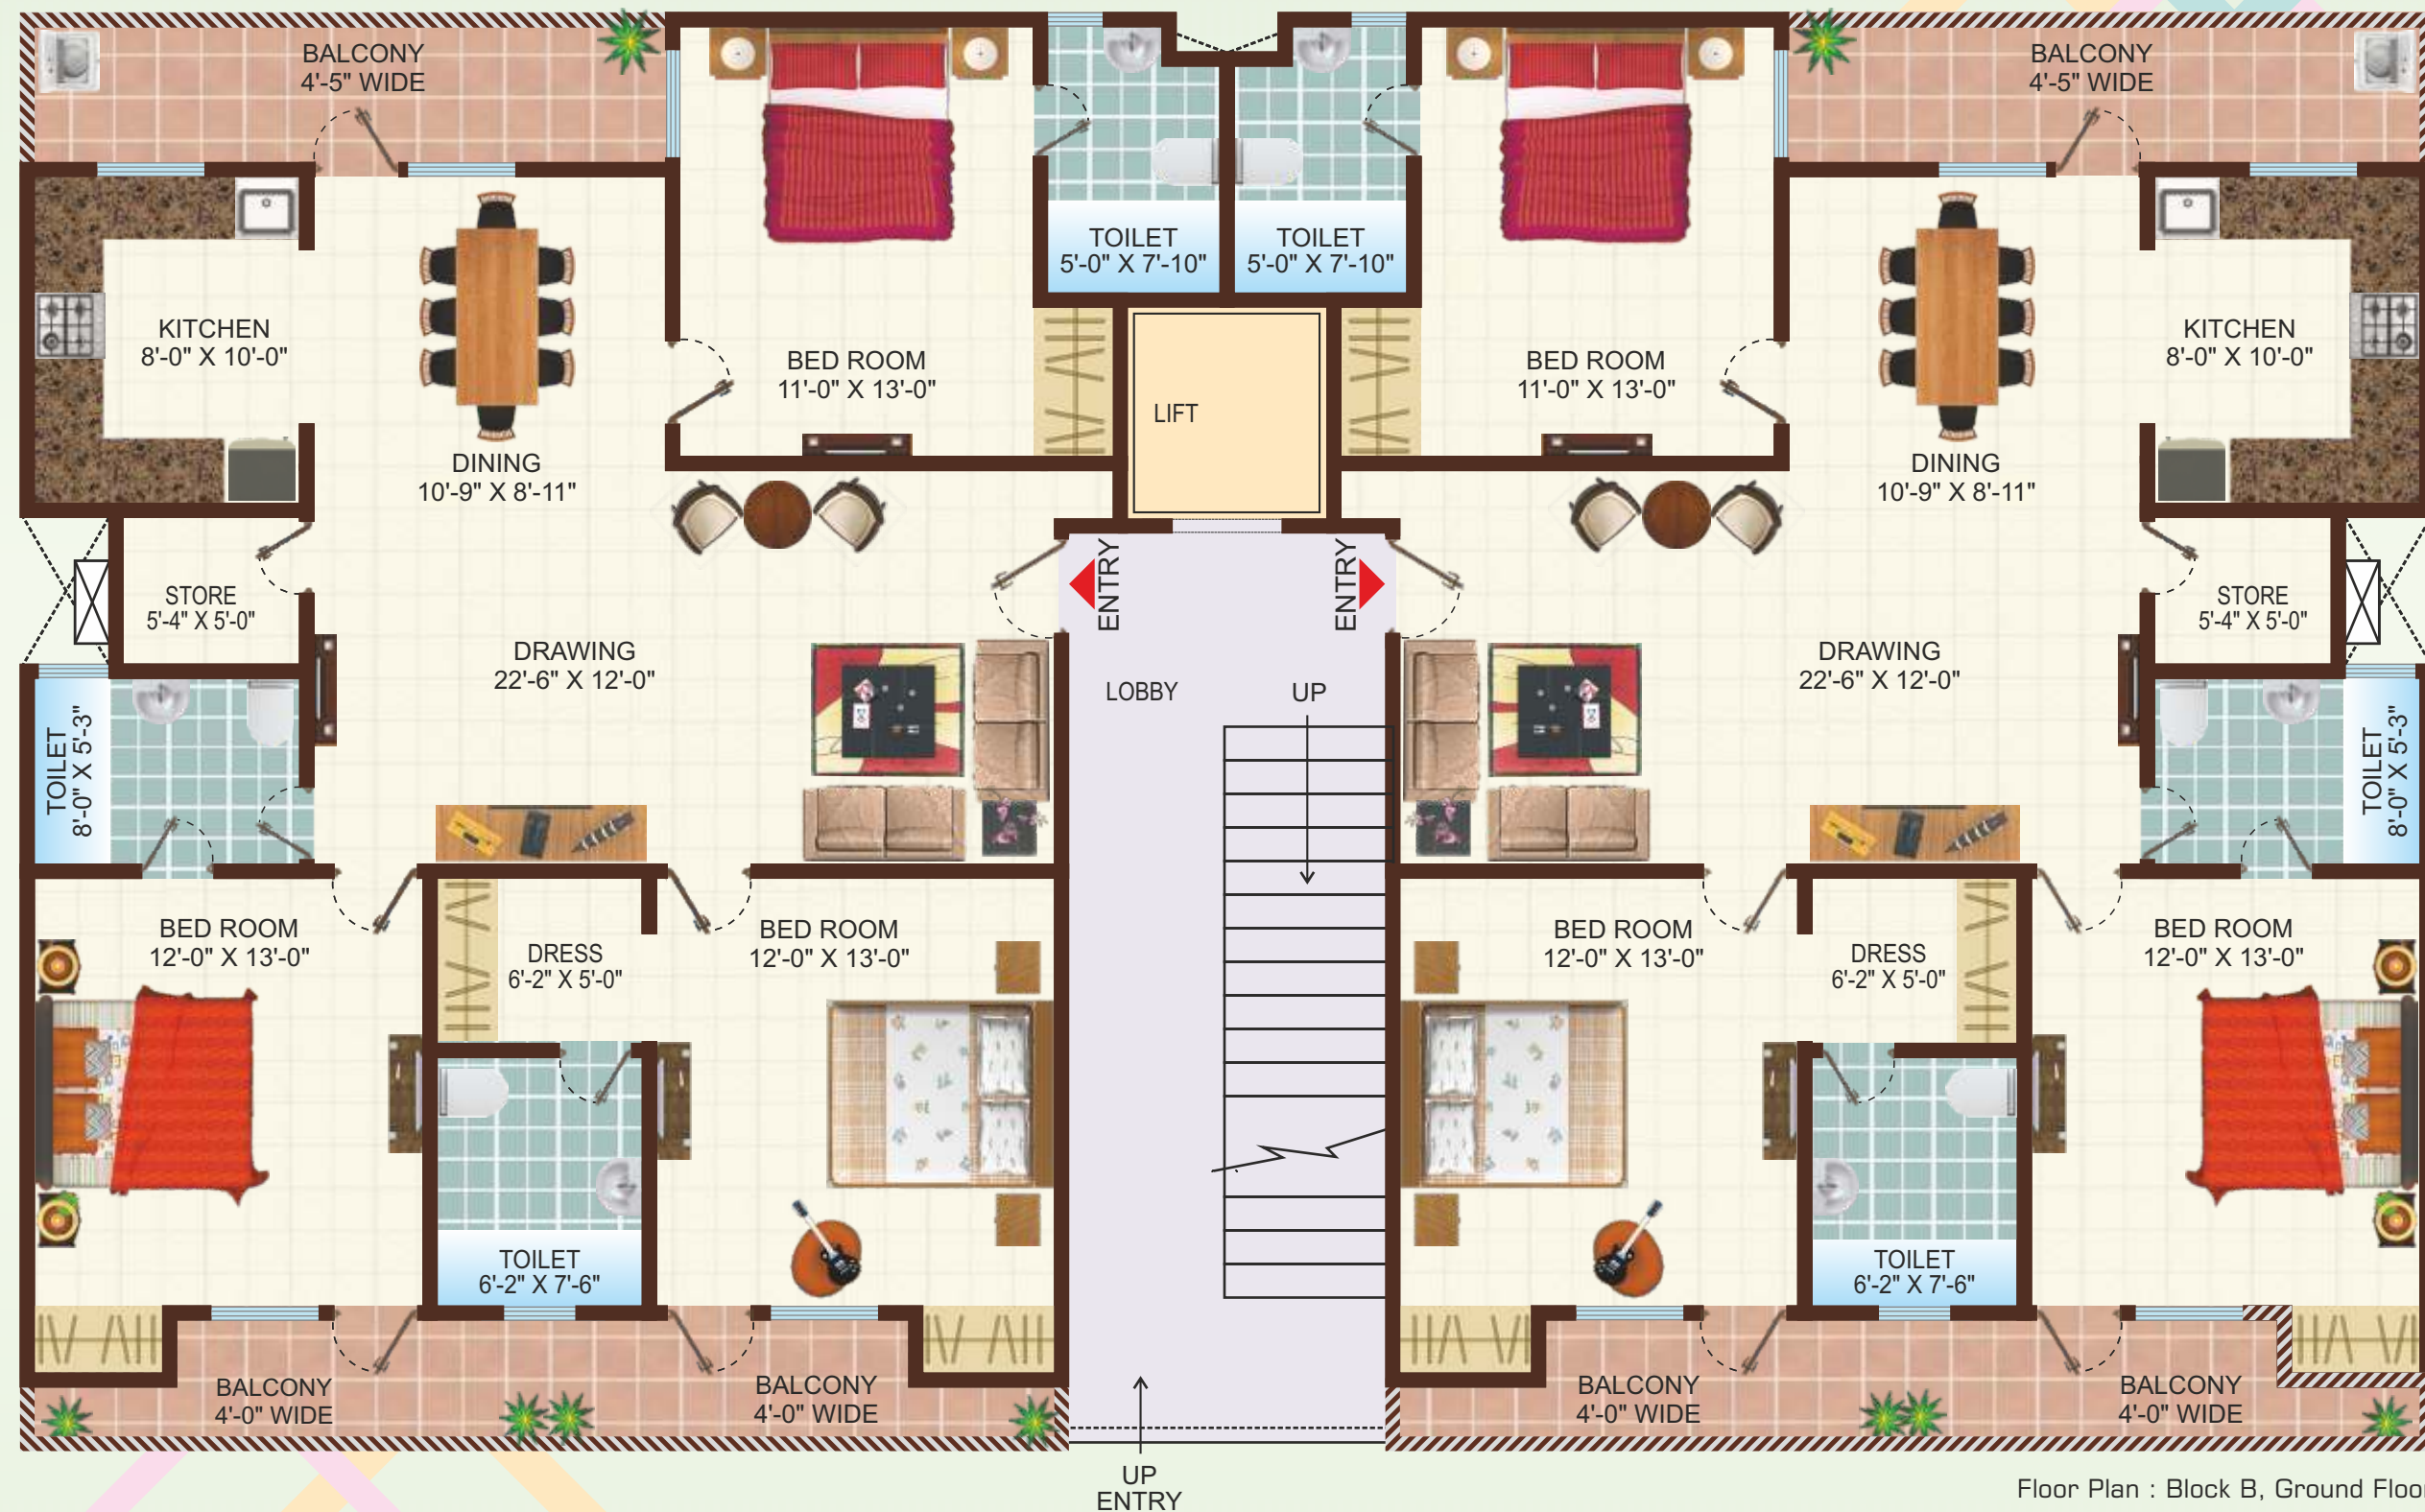 BALCONY
4'-5" WIDE
BALCONY
4'-5" WIDE
TOILET
5'-0" X 7'-10"
TOILET
5'-0" X 7'-10"
KITCHEN
8'-0" X 10'-0"
BED ROOM
11'-0" X 13'-0"
LIFT
BED ROOM
11'-0" X 13'-0"
KITCHEN
8'-0" X 10'-0"
DINING
10'-9" X 8'-11"
DINING
10'-9" X 8'-11"
ENTRY
ENTRY
STORE
5'-4" X 5'-0"
STORE
5'-4" X 5'-0"
DRAWING
22'-6" X 12'-0"
LOBBY
UP
DRAWING
22'-6" X 12'-0"
TOILET
8'-0" X 5'-3"
TOILET
8'-0" X 5'-3"
BED ROOM
12'-0" X 13'-0"
DRESS
6'-2" X 5'-0"
BED ROOM
12'-0" X 13'-0"
BED ROOM
12'-0" X 13'-0"
DRESS
6'-2" X 5'-0"
BED ROOM
12'-0" X 13'-0"
TOILET
6'-2" X 7'-6"
TOILET
6'-2" X 7'-6"
BALCONY
4'-0" WIDE
BALCONY
4'-0" WIDE
BALCONY
4'-0" WIDE
BALCONY
4'-0" WIDE
UP
ENTRY
Floor Plan : Block B, Ground Floo